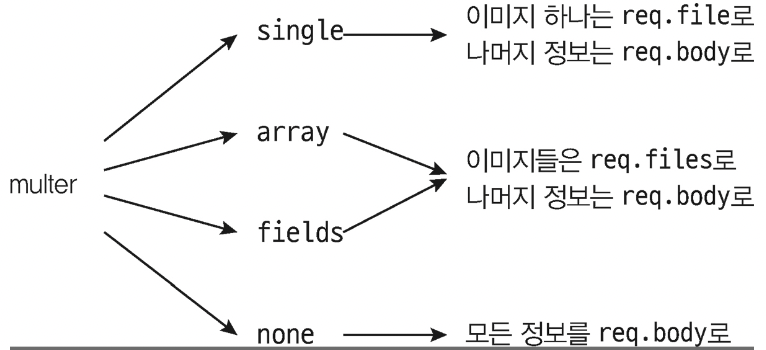 single
이미지 하나는 req.file로
나머지 정보는 req.body로
array
multer
이미지들은 req.files로
나머지 정보는 req.body로
fields
none
모든 정보를 req.body로